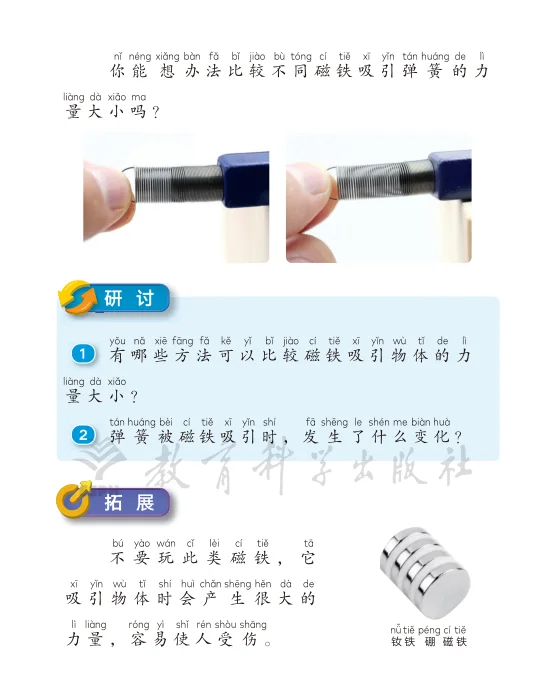 nǐ néng xiǎng bàn fǎ bǐ jiào bù tóng cí tiě xī yǐn tán huáng de lì
你能想办法比较不同磁铁吸引弹簧的力
liàng dà xiǎo ma
量大小吗？
研讨
yǒu nǎ xiē fāng fǎ kě yǐ bǐ jiào cí tiě xī yǐn wù tǐ de lì
1 有哪些方法可以比较磁铁吸引物体的力
liàng dà xiǎo
量大小？
tán huáng bèi cí tiě xī yǐn shí fā shēng le shén me biàn huà
2 弹簧被磁铁吸引时，发生了什么变化？
教育科学出版社
拓展
bú yào wán cǐ lèi cí tiě tā
不要玩此类磁铁，它
xī yǐn wù tǐ shí huì chǎn shēng hěn dà de
吸引物体时会产生很大的
lì liàng róng yì shǐ rén shòu shāng
力量，容易使人受伤。
nǚ tiě péng cí tiě
钕铁硼磁铁